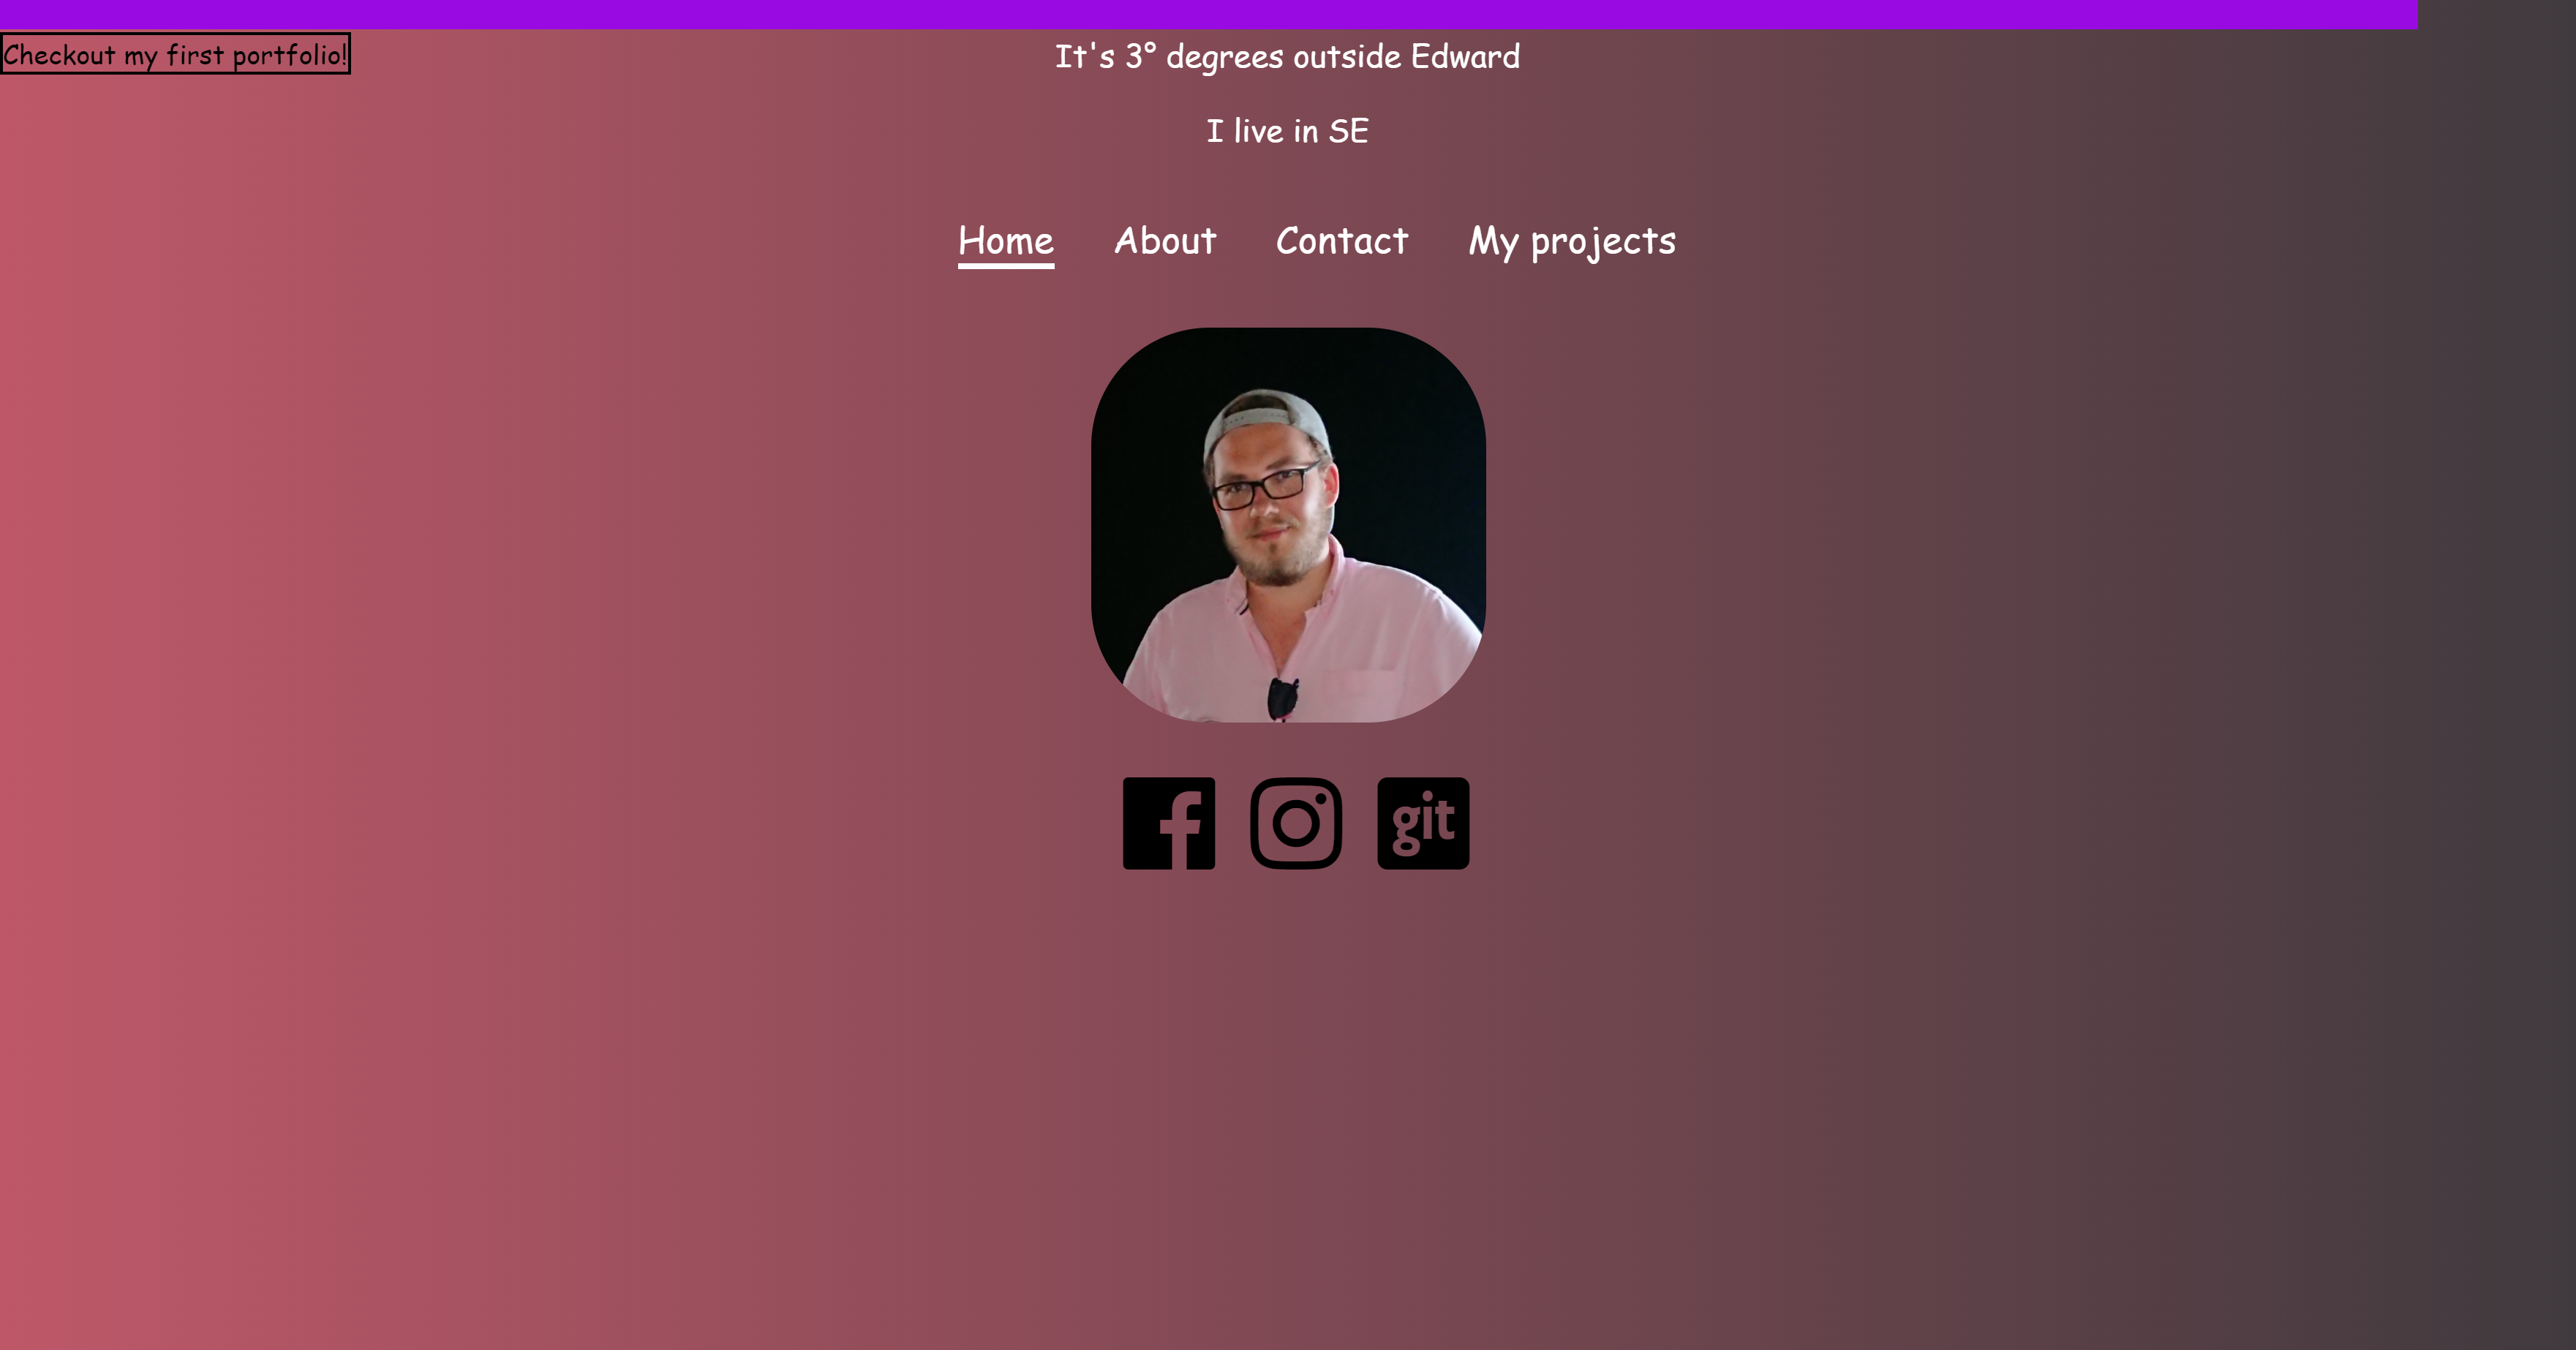 Checkout my first portfolio!
It's 3° degrees outside Edward
I live in SE
Home About Contact My projects
git